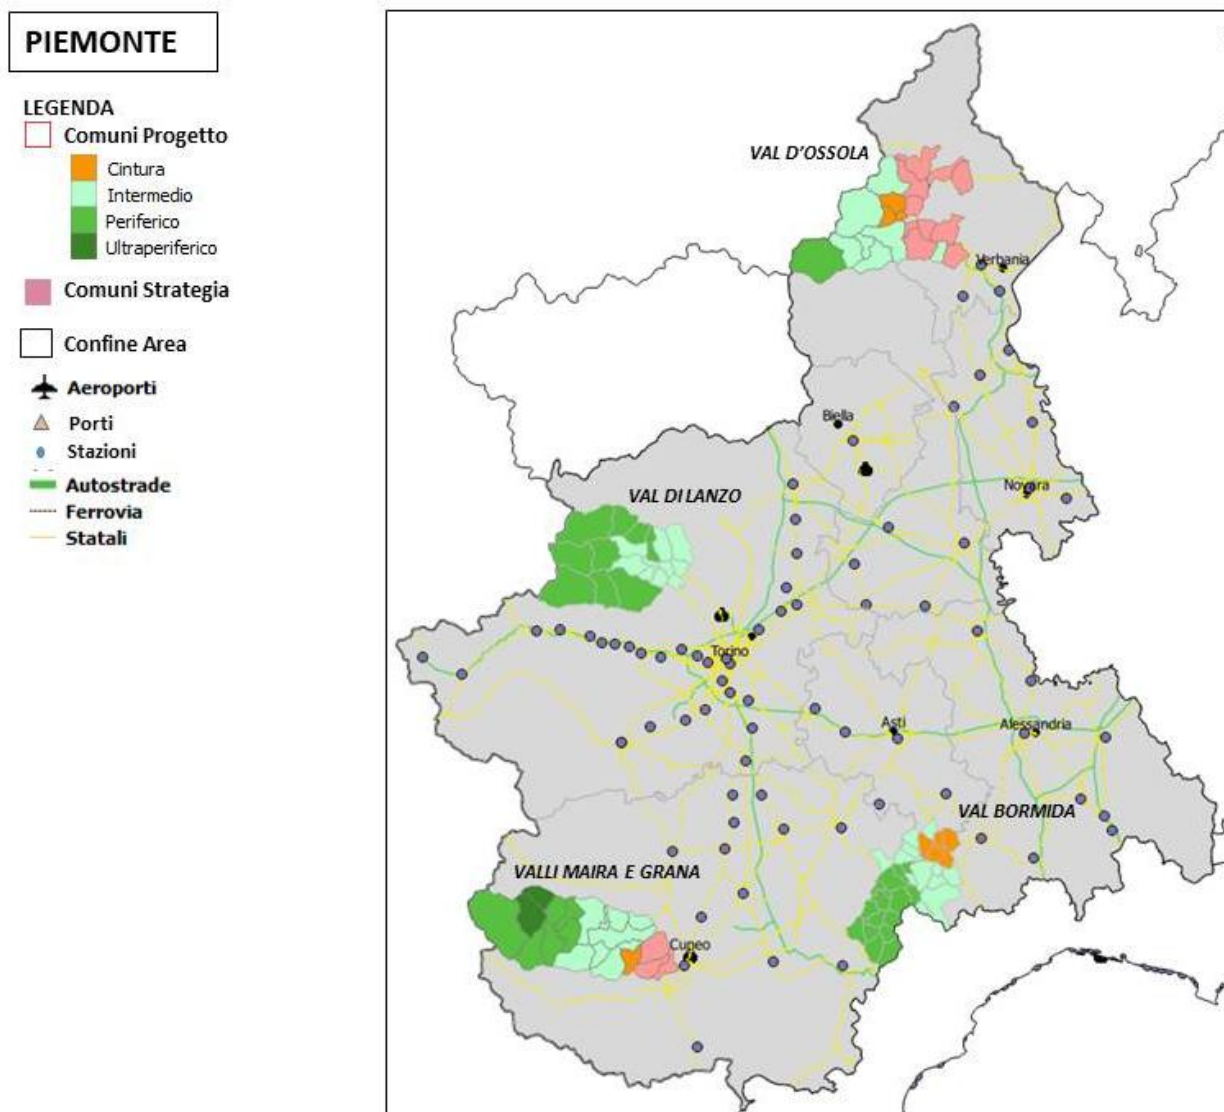 PIEMONTE
LEGENDA
Comuni Progetto
Cintura
Intermedio
Periferico
Ultraperiferico
Comuni Strategia
Confine Area
Aeroporti
Porti
Stazioni
Autostrade
Ferrovia
Statali
VAL D'OSSOLA
Verbania
Biella
VAL DI LANZO
Novara
Torino
Asti
Alessandria
VAL BORMIDA
VALLI MAIRA E GRANA
Cuneo